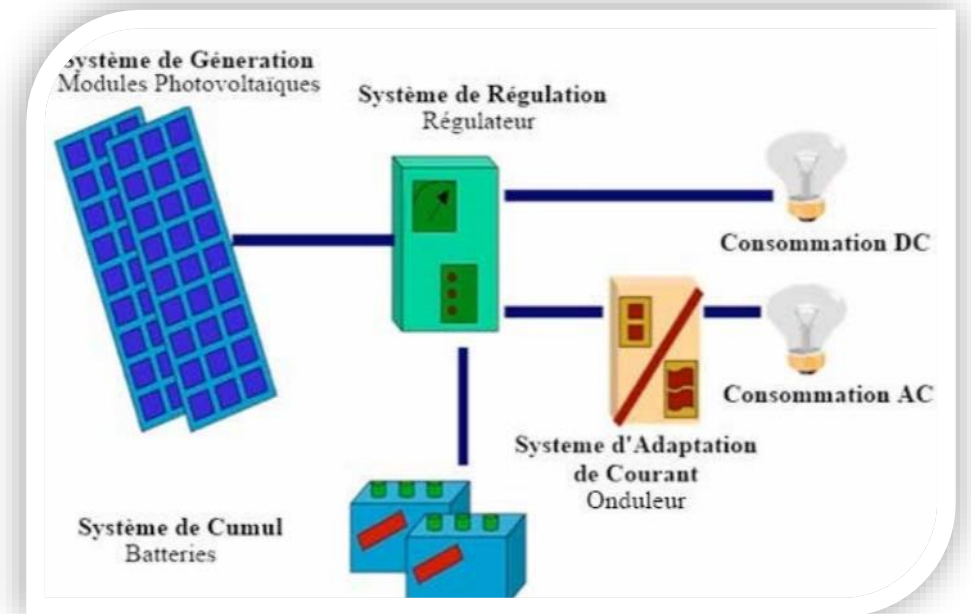 Système de Géneration
Modules Photovoltaïques
Système de Régulation
Régulateur
Consommation DC
Consommation AC
Systeme d'Adaptation
de Courant
Onduleur
Système de Cumul
Batteries